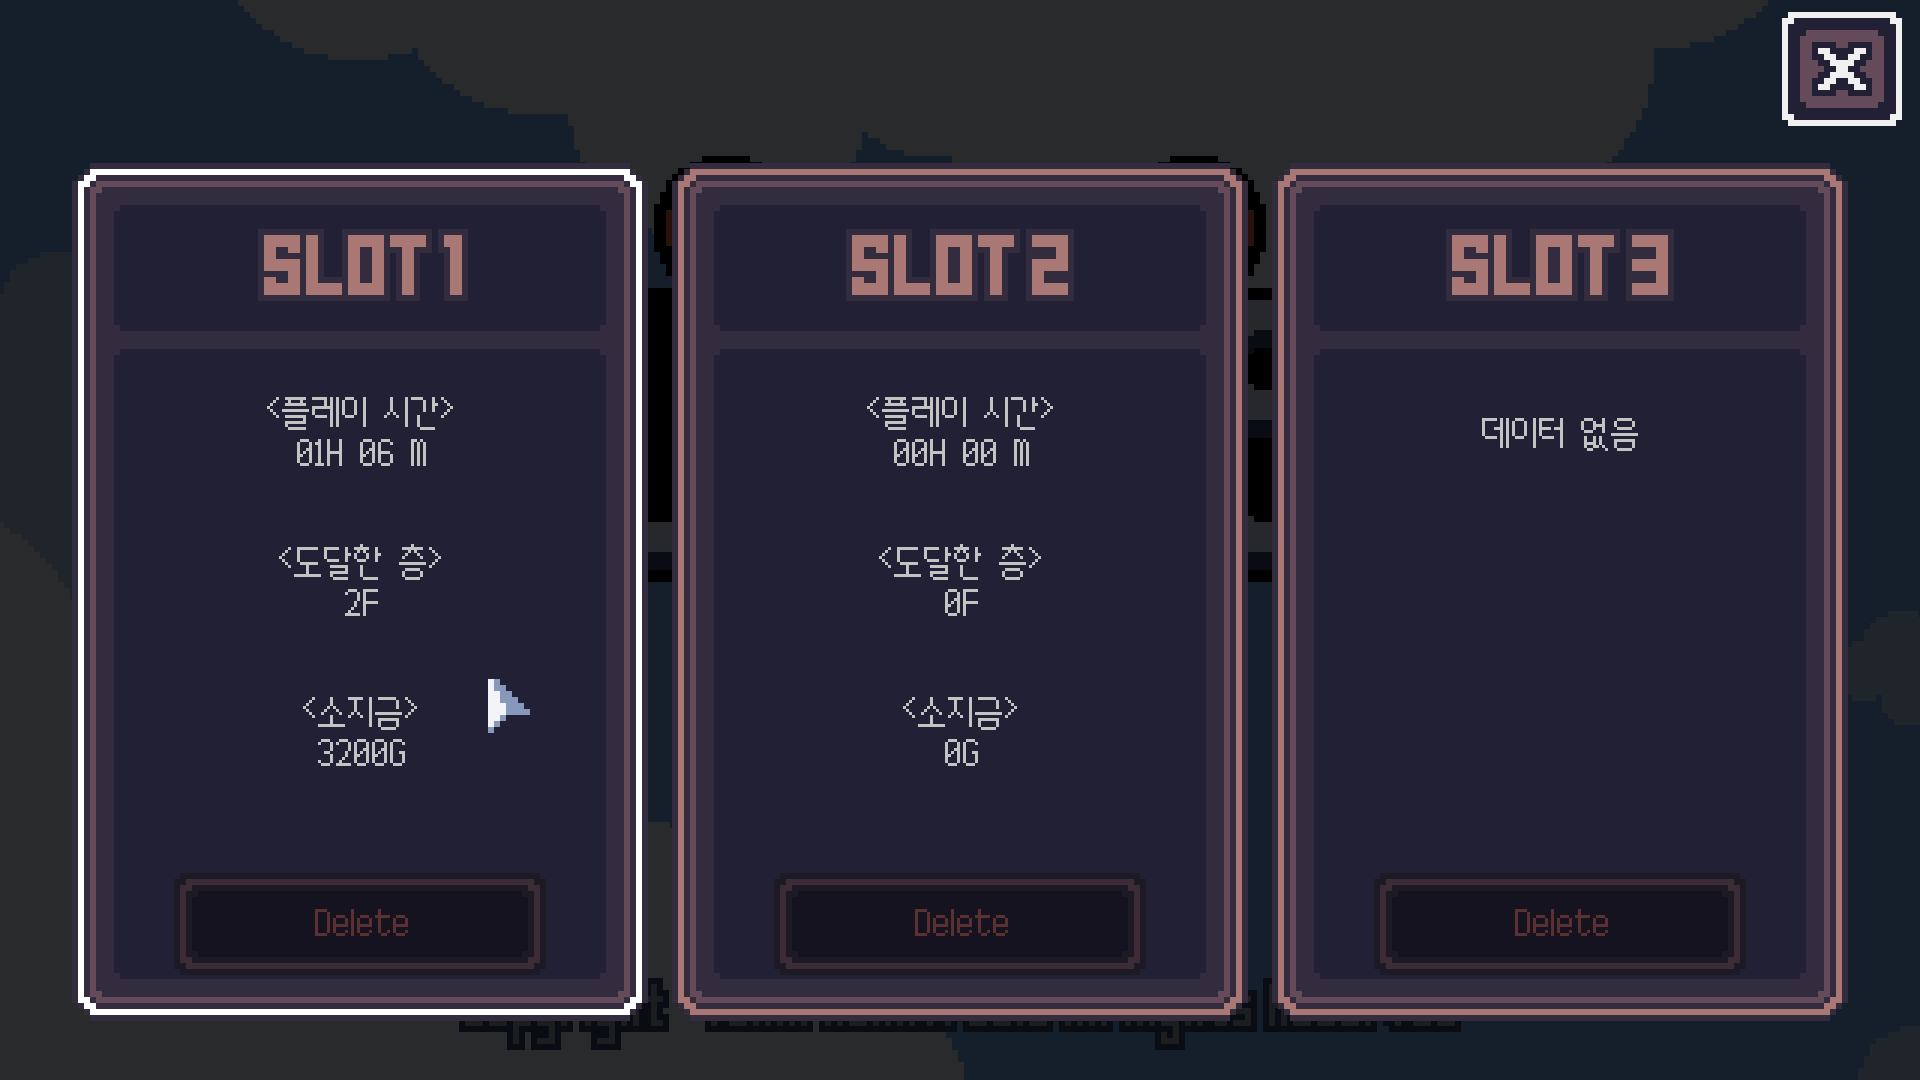 SLOT 1
<플레이 시간>
01H 06 M
<도달한 층>
2F
<소지금>
3200G
Delete
SLOT 2
<플레이 시간>
00H 00 M
<도달한 층>
0F
<소지금>
0G
Delete
SLOT 3
데이터 없음
Delete